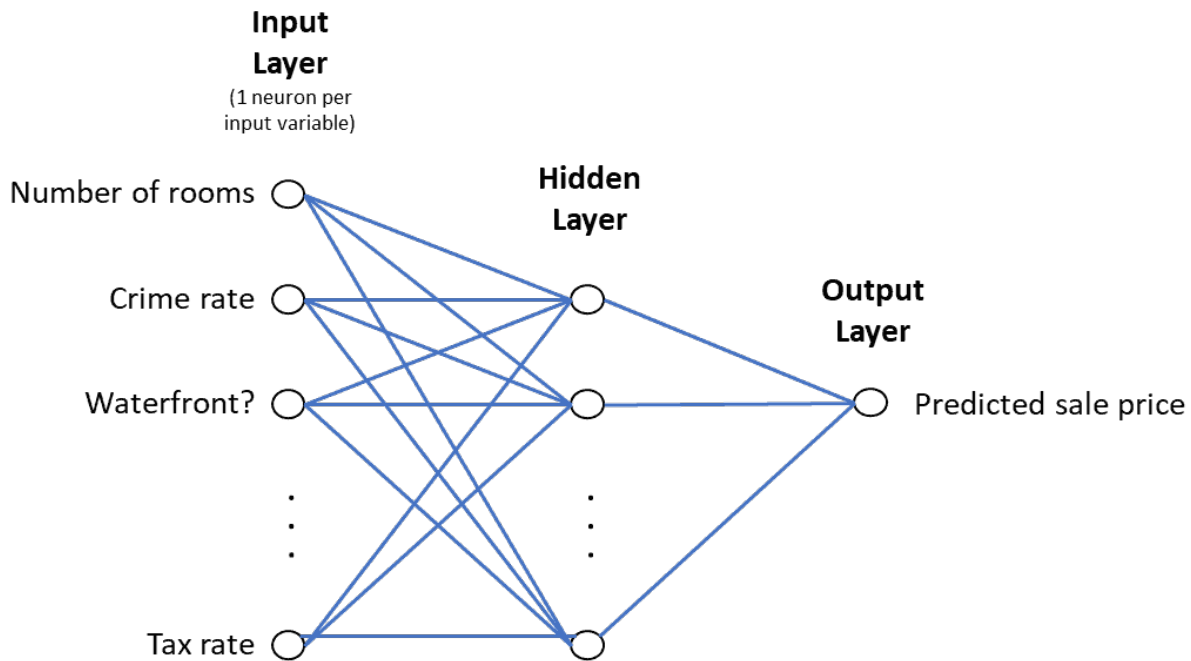 Input
Layer
(1 neuron per
input variable)
Number of rooms
Hidden
Layer
Crime rate
Output
Layer
Waterfront?
Predicted sale price
Tax rate